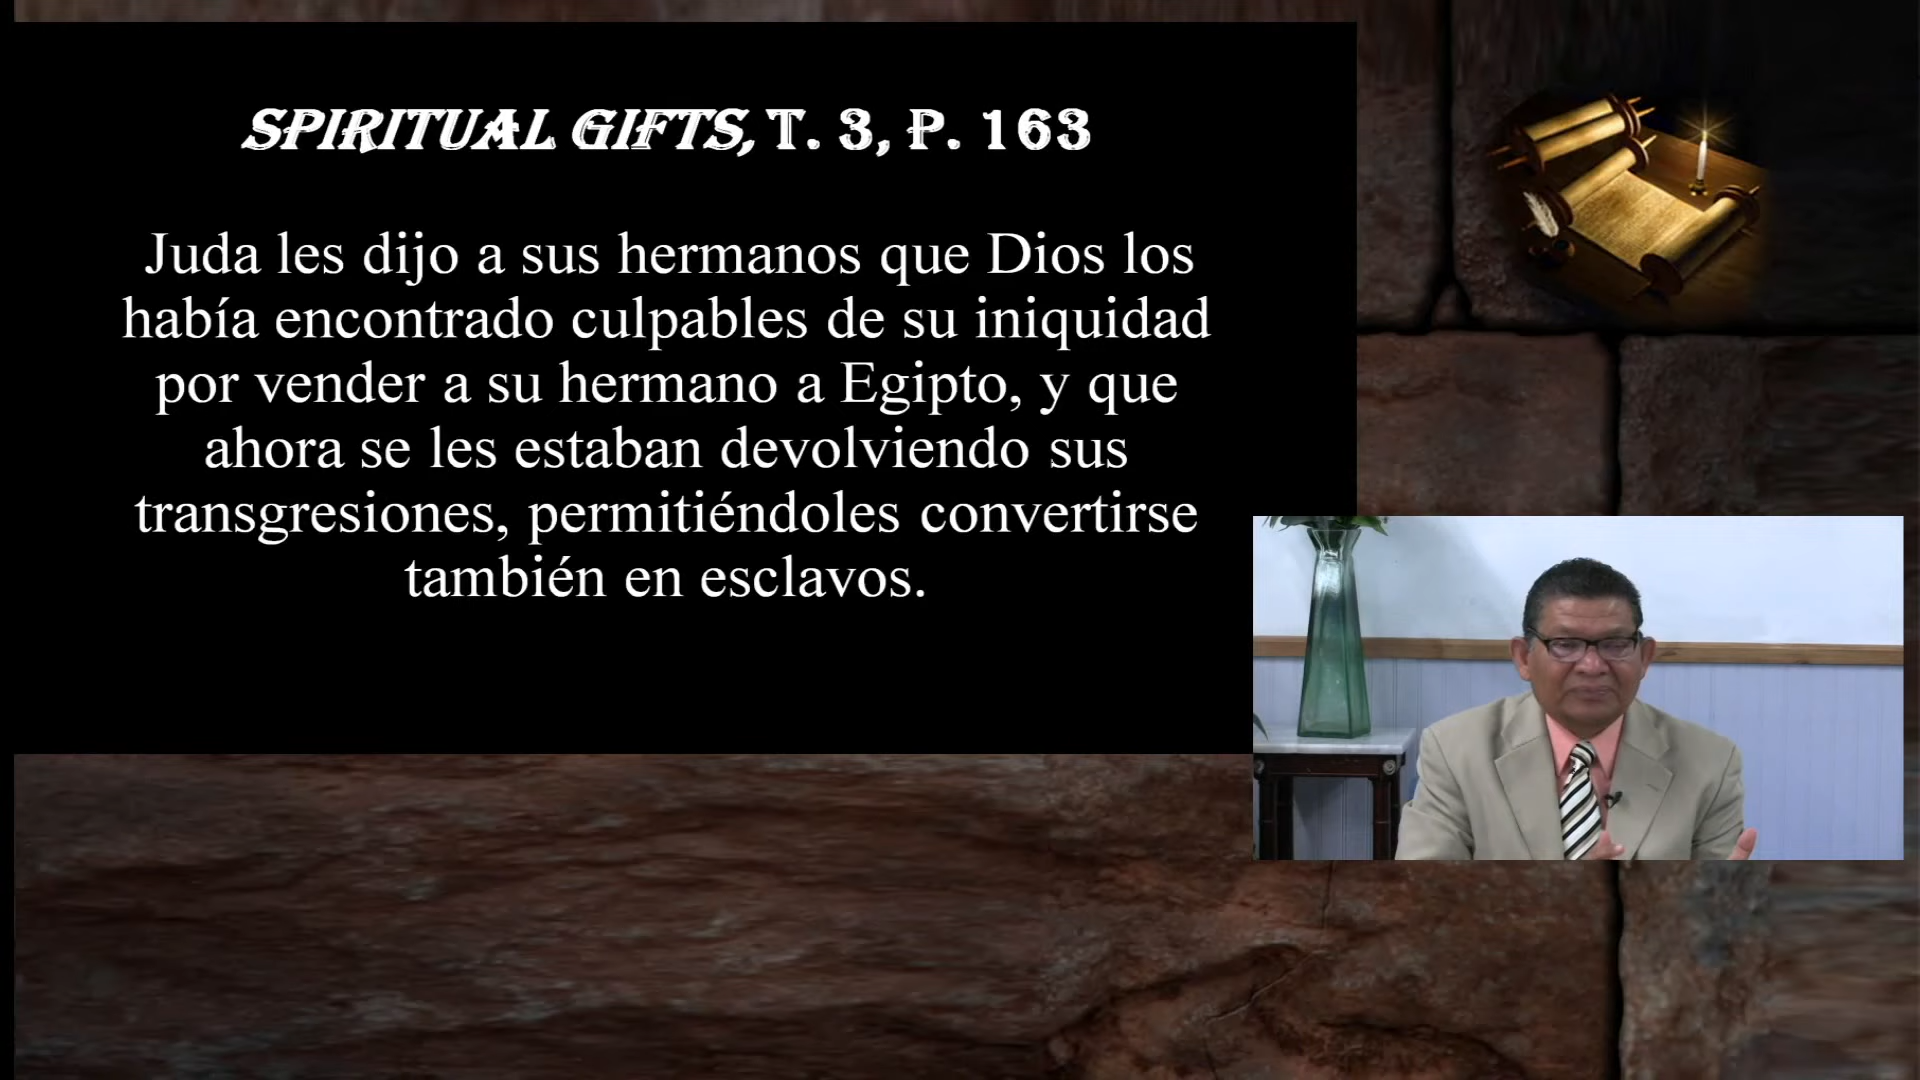 SPIRITUAL GIFTS, T. 3, P. 163
Juda les dijo a sus hermanos que Dios los
había encontrado culpables de su iniquidad
por vender a su hermano a Egipto, y que
ahora se les estaban devolviendo sus
transgresiones, permitiéndoles convertirse
también en esclavos.